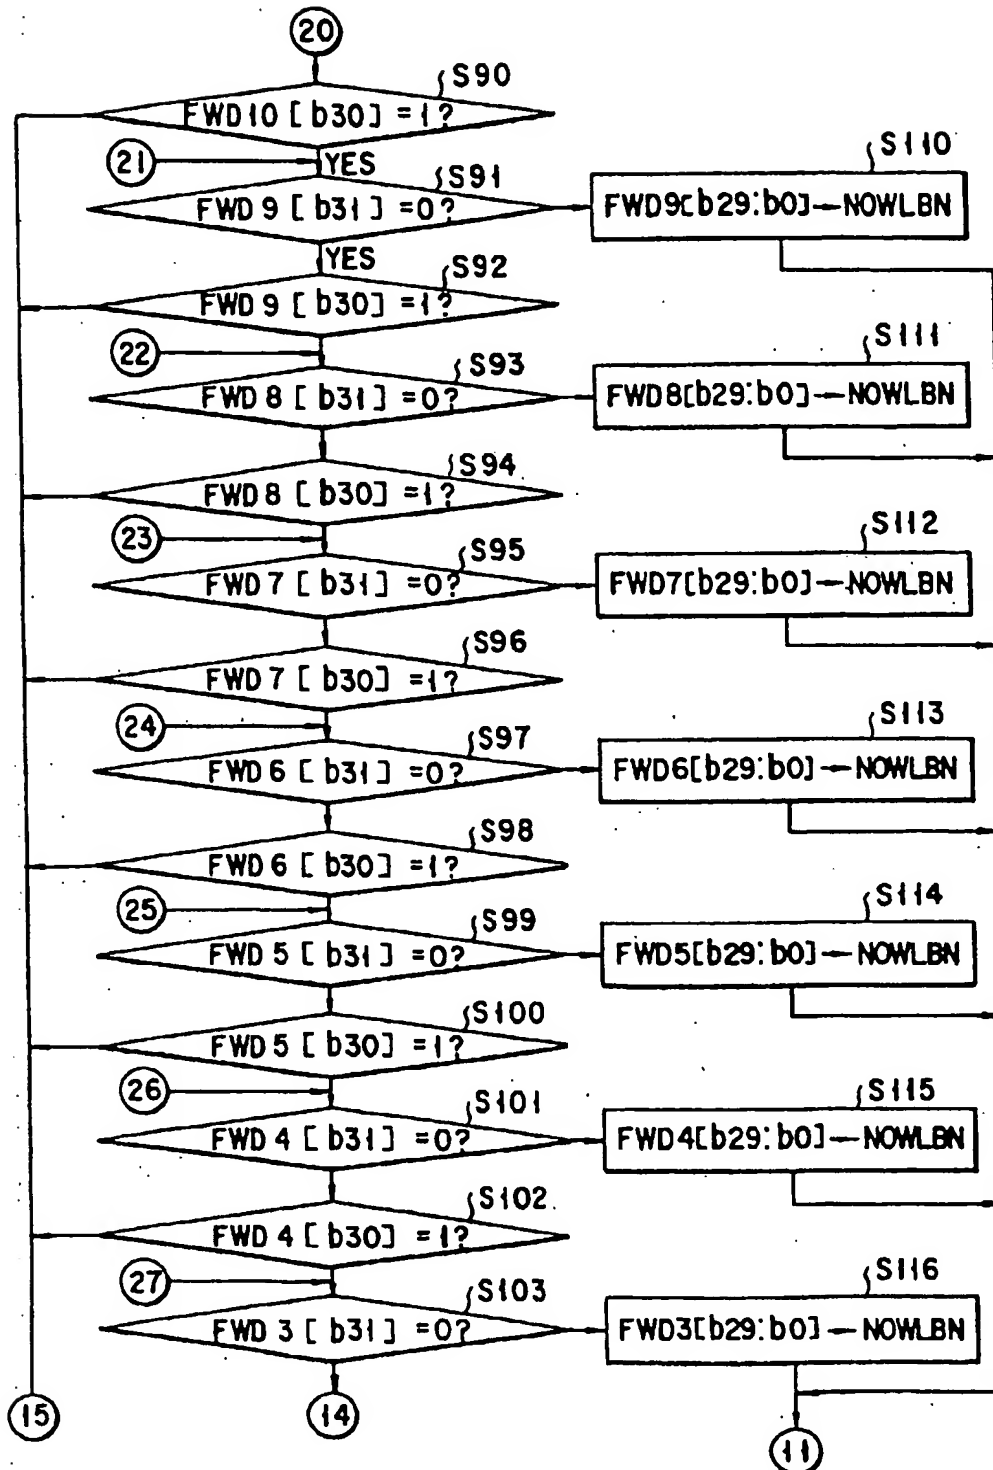 20
S90
FWD10 [b30] =1?
21
YES
S91
S110
FWD9 [b31] =0?
FWD9[b29:b0]←NOWLBN
YES
S92
FWD9 [b30] =1?
22
S93
S111
FWD8 [b31] =0?
FWD8[b29:b0]←NOWLBN
S94
FWD8 [b30] =1?
23
S95
S112
FWD7 [b31] =0?
FWD7[b29:b0]←NOWLBN
S96
FWD7 [b30] =1?
24
S97
S113
FWD6 [b31] =0?
FWD6[b29:b0]←NOWLBN
S98
FWD6 [b30] =1?
25
S99
S114
FWD5 [b31] =0?
FWD5[b29:b0]←NOWLBN
S100
FWD5 [b30] =1?
26
S101
S115
FWD4 [b31] =0?
FWD4[b29:b0]←NOWLBN
S102
FWD4 [b30] =1?
27
S103
S116
FWD3 [b31] =0?
FWD3[b29:b0]←NOWLBN
15
14
11